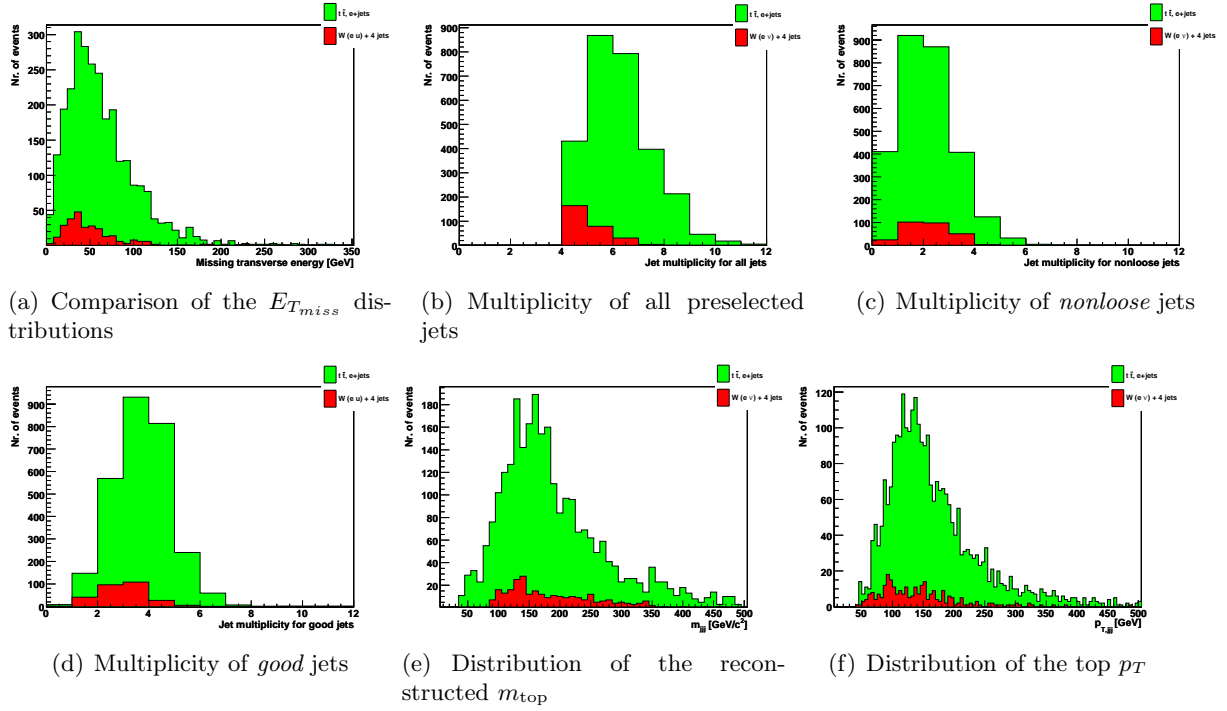 t t̄, e+jets
W (e υ) + 4 jets
Nr. of events
300
250
200
150
100
50
0 50 100 150 200 250 300 350
Missing transverse energy [GeV]
(a) Comparison of the E_{T_{miss}} dis-
tributions
t t̄, e+jets
W (e ν) + 4 jets
Nr. of events
900
800
700
600
500
400
300
200
100
0
0 2 4 6 8 10 12
Jet multiplicity for all jets
(b) Multiplicity of all preselected
jets
t t̄, e+jets
W (e ν) + 4 jets
Nr. of events
900
800
700
600
500
400
300
200
100
0
0 2 4 6 8 10 12
Jet multiplicity for nonloose jets
(c) Multiplicity of nonloose jets
t t̄, e+jets
W (e υ) + 4 jets
Nr. of events
900
800
700
600
500
400
300
200
100
0
0 2 4 6 8 10 12
Jet multiplicity for good jets
(d) Multiplicity of good jets
t t̄, e+jets
W (e ν) + 4 jets
Nr. of events
180
160
140
120
100
80
60
40
20
50 100 150 200 250 300 350 400 450 500
m_{jjj} [GeV/c²]
(e) Distribution of the recon-
structed m_{top}
t t̄, e+jets
W (e ν) + 4 jets
Nr. of events
120
100
80
60
40
20
0
50 100 150 200 250 300 350 400 450 500
p_{T,jjj} [GeV]
(f) Distribution of the top p_T